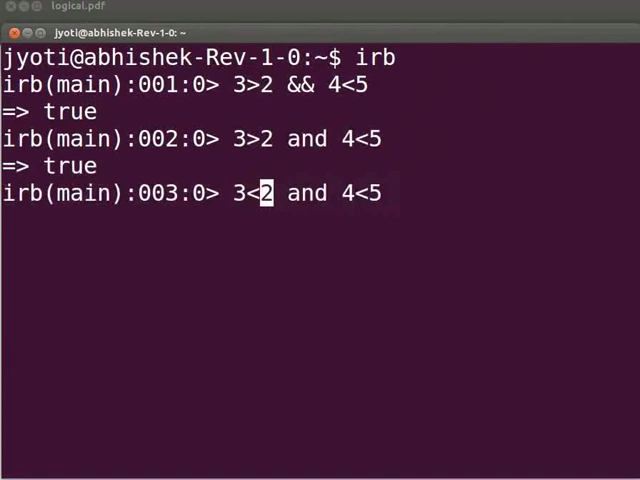 logical.pdf
jyoti@abhishek-Rev-1-0: ~
jyoti@abhishek-Rev-1-0:~$ irb
irb(main):001:0> 3>2 && 4<5
=> true
irb(main):002:0> 3>2 and 4<5
=> true
irb(main):003:0> 3<2 and 4<5